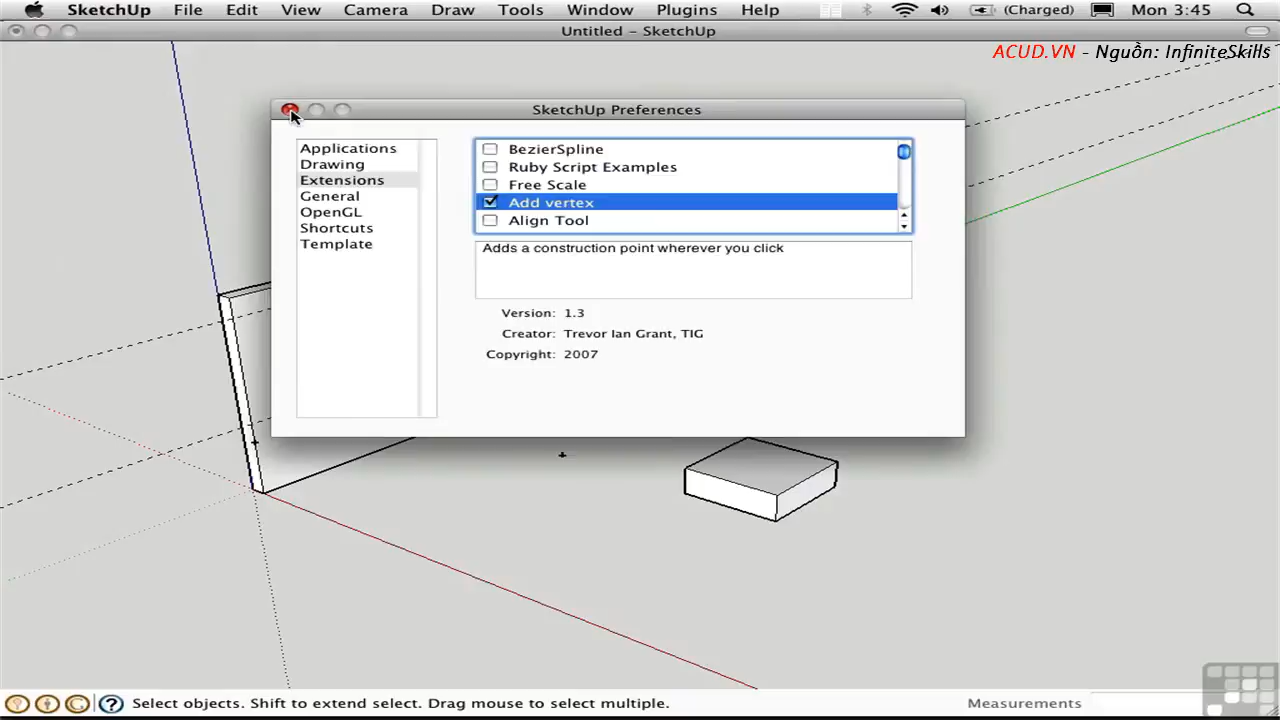 SketchUp File Edit View Camera Draw Tools Window Plugins Help (Charged) Mon 3:45
Untitled - SketchUp
ACUD.VN - Nguồn: InfiniteSkills
SketchUp Preferences
Applications
Drawing
Extensions
General
OpenGL
Shortcuts
Template
BezierSpline
Ruby Script Examples
Free Scale
Add vertex
Align Tool
Adds a construction point wherever you click
Version: 1.3
Creator: Trevor Ian Grant, TIG
Copyright: 2007
Select objects. Shift to extend select. Drag mouse to select multiple.
Measurements